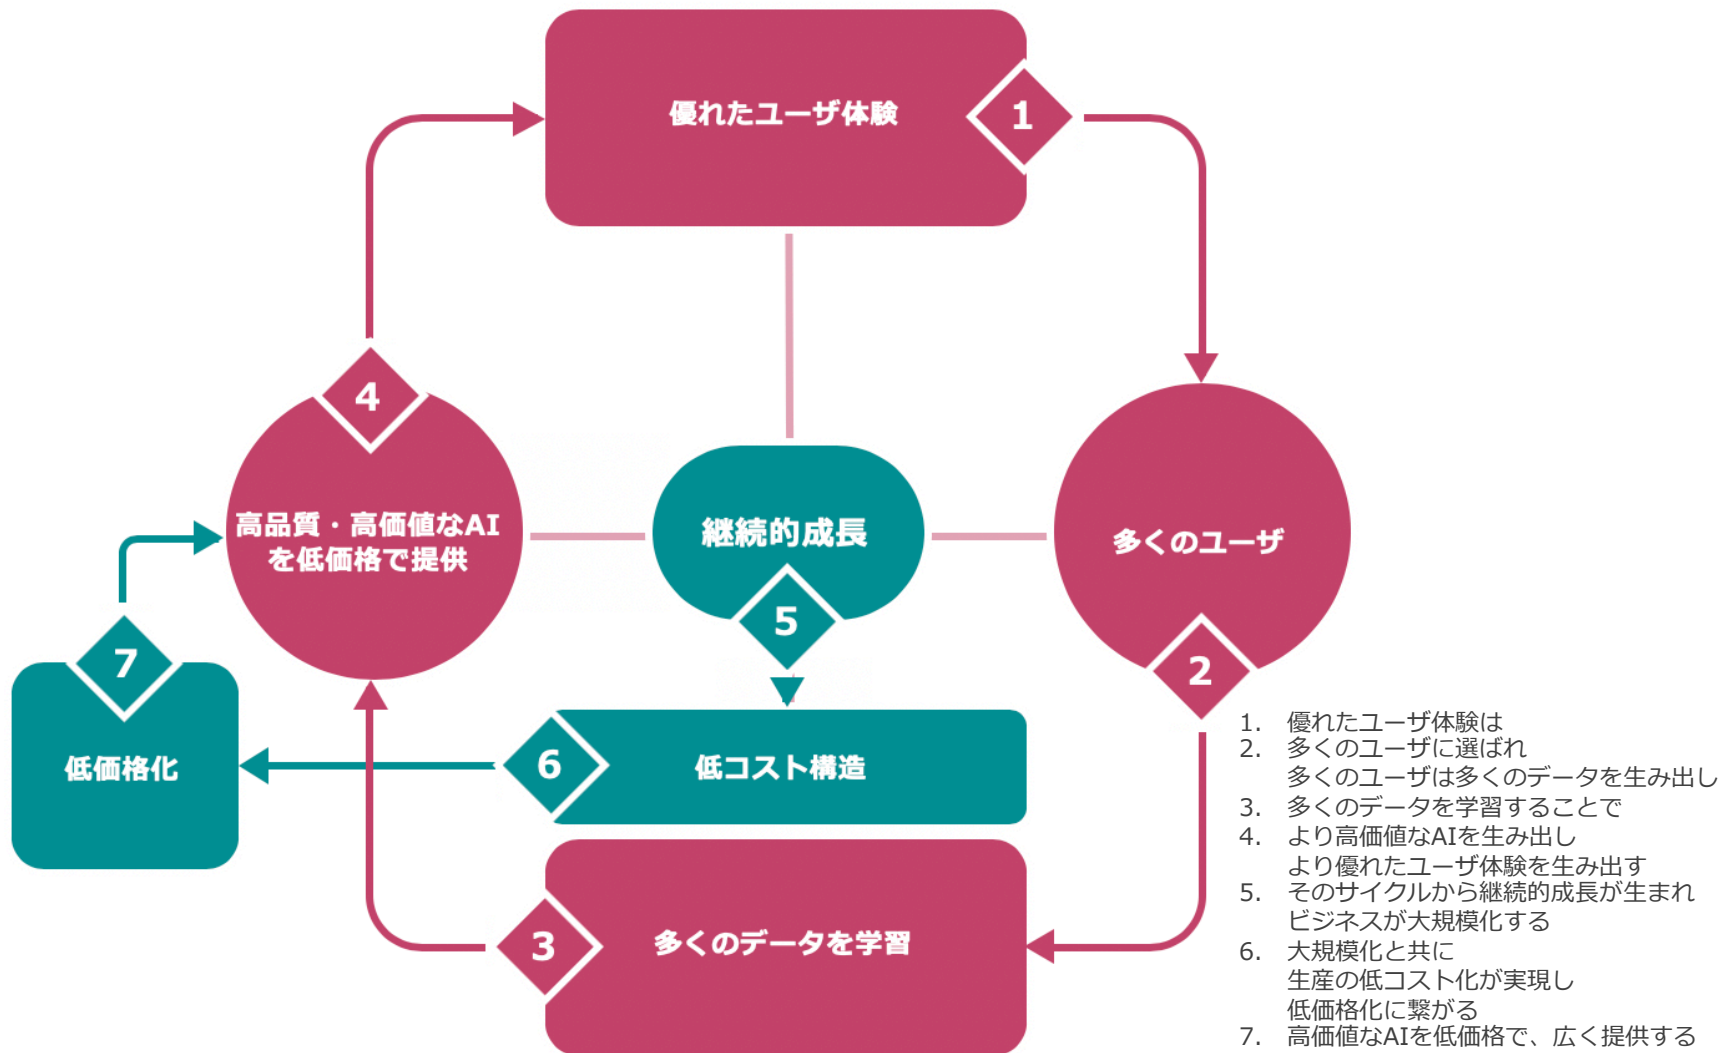 優れたユーザ体験
1
4
高品質・高価値なAI
を低価格で提供
継続的成長
多くのユーザ
5
2
7
低価格化
6
低コスト構造
3
多くのデータを学習
1. 優れたユーザ体験は
2. 多くのユーザに選ばれ
多くのユーザは多くのデータを生み出し
3. 多くのデータを学習することで
4. より高価値なAIを生み出し
より優れたユーザ体験を生み出す
5. そのサイクルから継続的成長が生まれ
ビジネスが大規模化する
6. 大規模化と共に
生産の低コスト化が実現し
低価格化に繋がる
7. 高価値なAIを低価格で、広く提供する